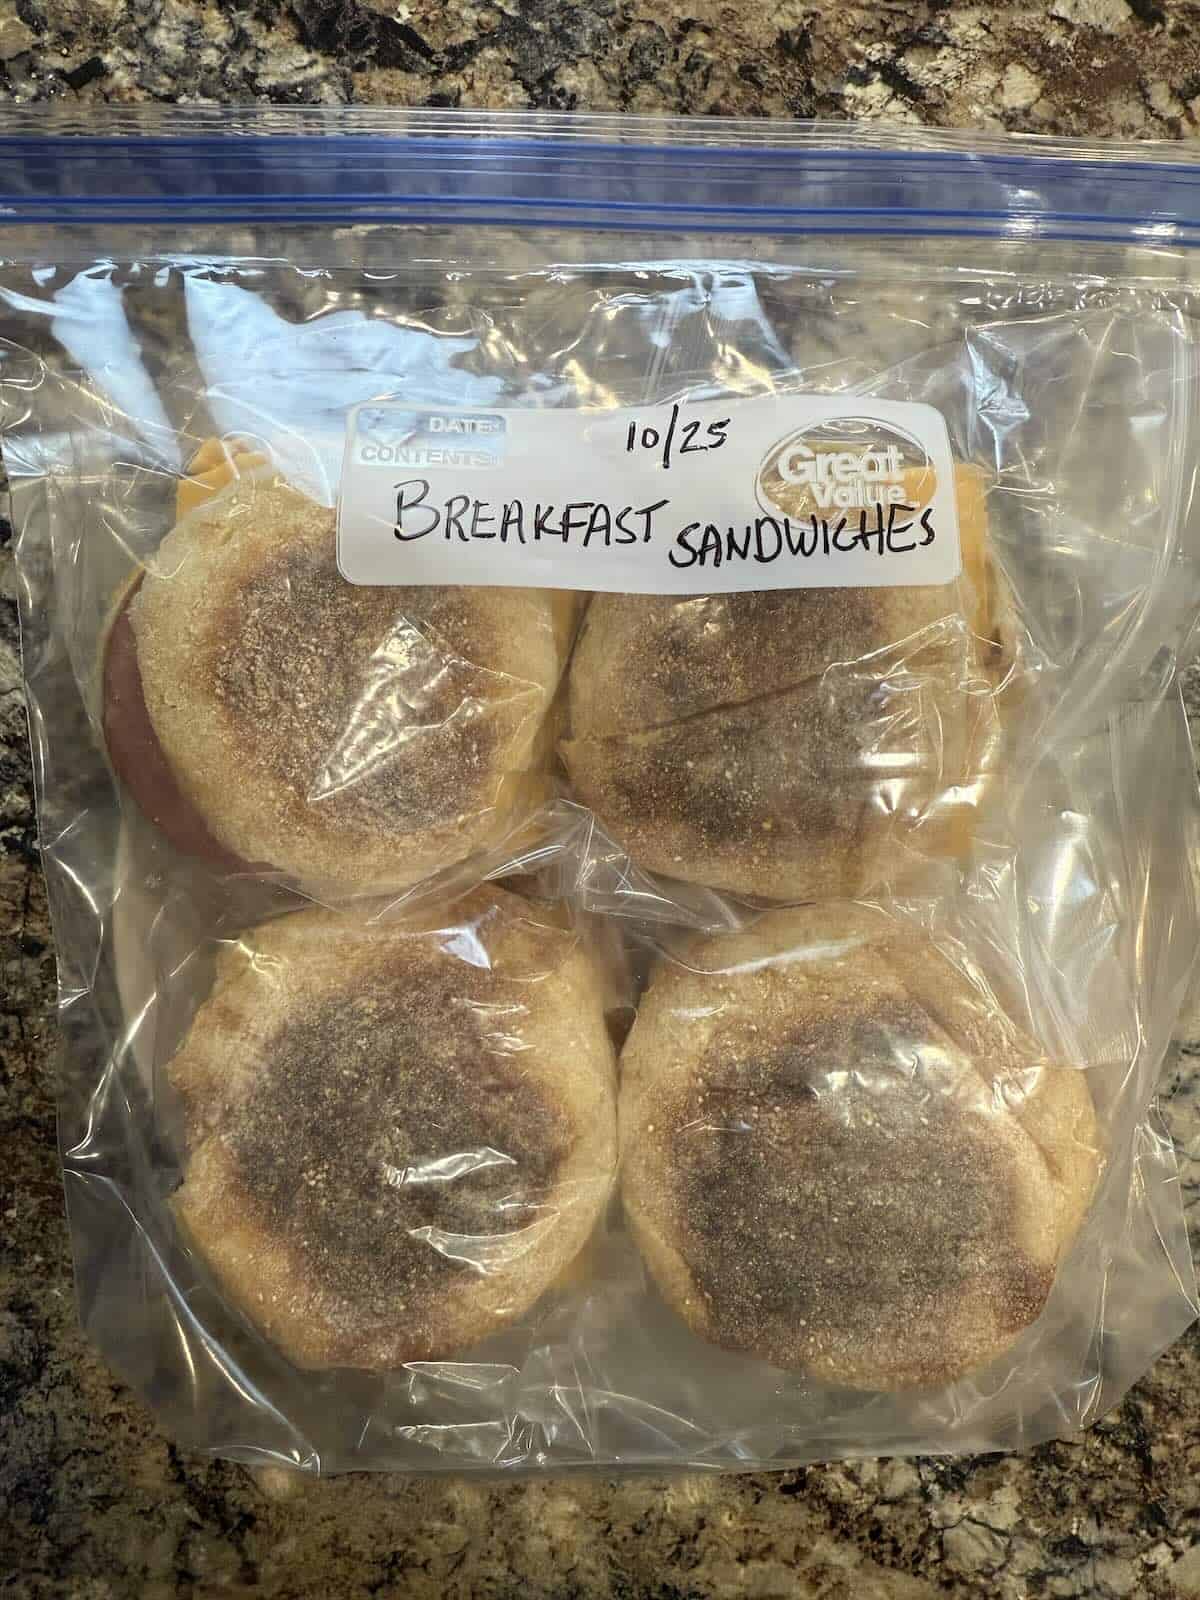 DATE: 10/25
CONTENTS:
Great
Value
BREAKFAST SANDWICHES